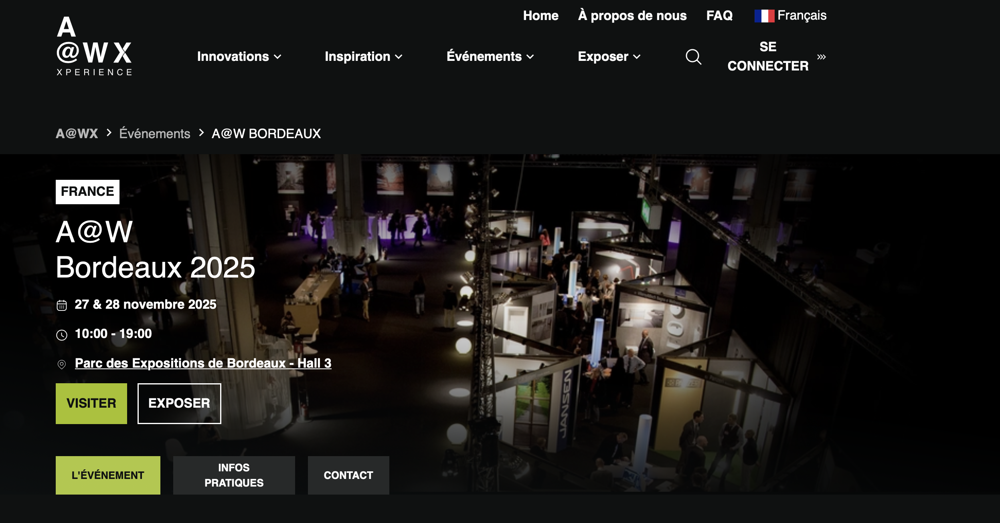 Home À propos de nous FAQ Français
A
@WX
XPERIENCE
Innovations Inspiration Événements Exposer
SE
CONNECTER
A@WX > Événements > A@W BORDEAUX
FRANCE
A@W
Bordeaux 2025
27 & 28 novembre 2025
10:00 - 19:00
Parc des Expositions de Bordeaux - Hall 3
VISITER EXPOSER
JANSEN
L'ÉVÉNEMENT
INFOS
PRATIQUES
CONTACT